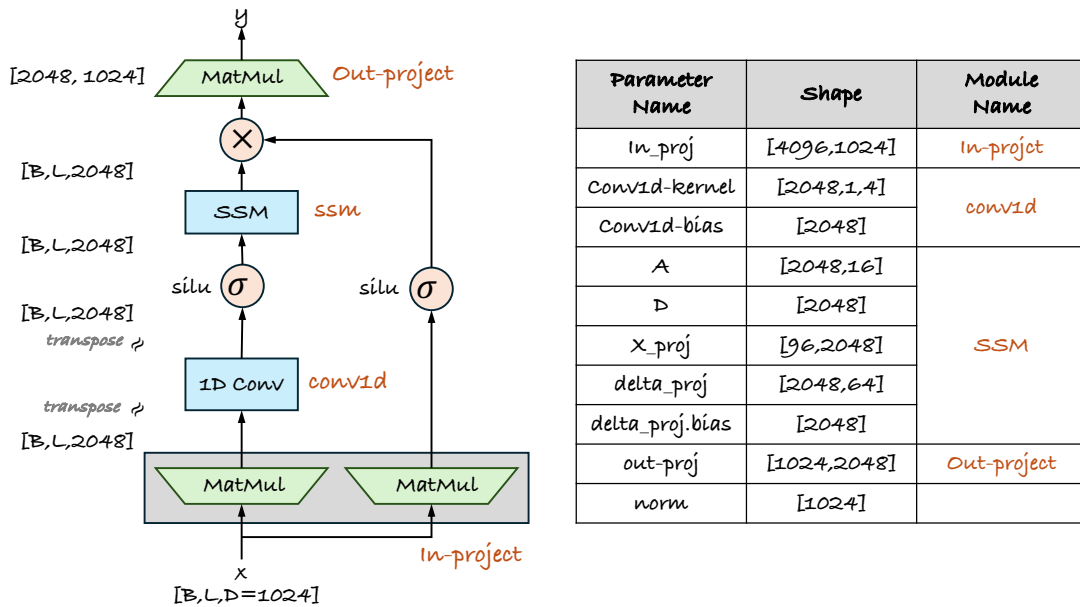 y
[2048, 1024]
MatMul
Out-project
×
[B,L,2048]
SSM
ssm
[B,L,2048]
silu
σ
silu
σ
[B,L,2048]
transpose
1D Conv
conv1d
transpose
[B,L,2048]
MatMul
MatMul
In-project
x
[B,L,D=1024]
Parameter Name
Shape
Module Name
In_proj
[4096,1024]
In-projct
Conv1d-kernel
[2048,1,4]
conv1d
Conv1d-bias
[2048]
A
[2048,16]
SSM
D
[2048]
X_proj
[96,2048]
delta_proj
[2048,64]
delta_proj.bias
[2048]
out-proj
[1024,2048]
Out-project
norm
[1024]